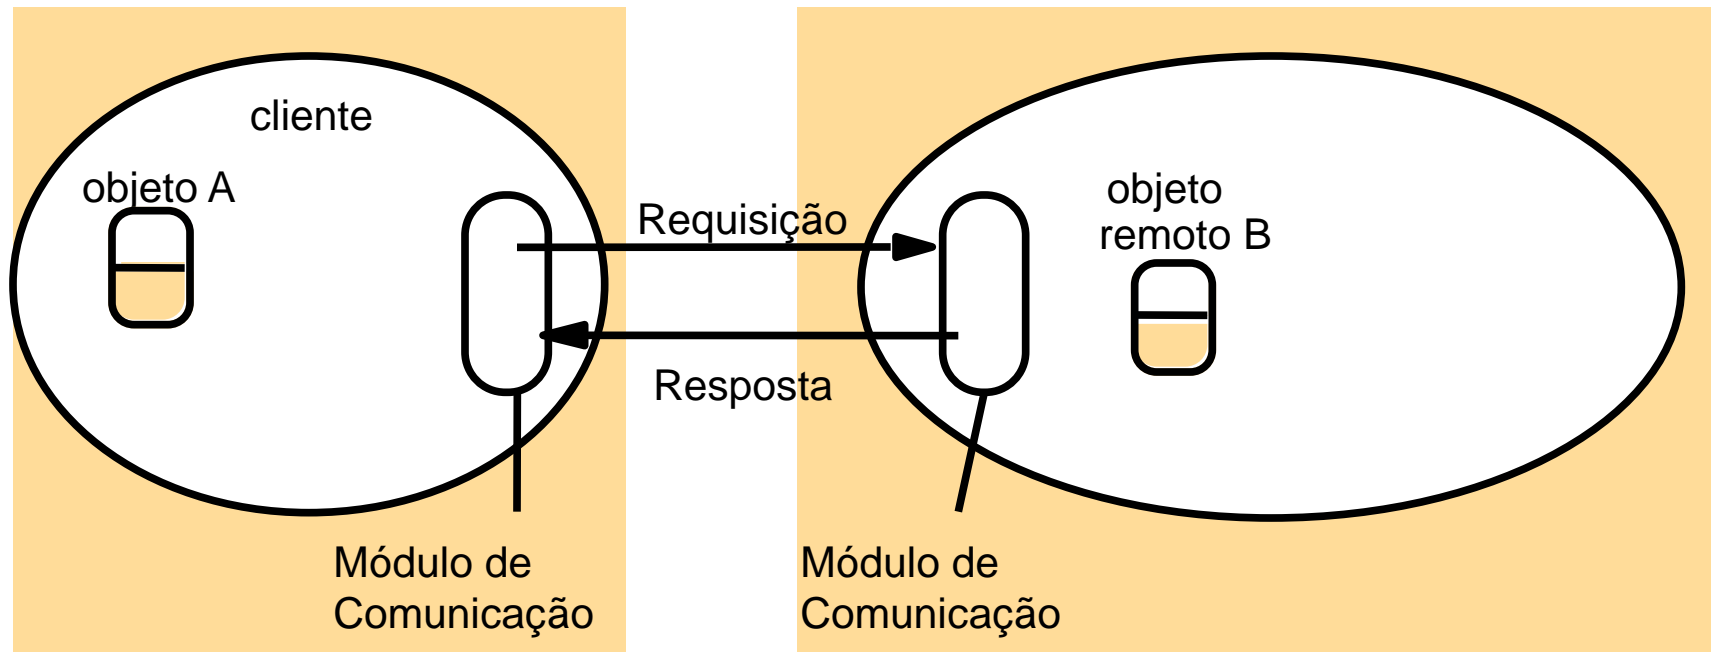 cliente
objeto A
Requisição
Resposta
objeto
remoto B
Módulo de
Comunicação
Módulo de
Comunicação